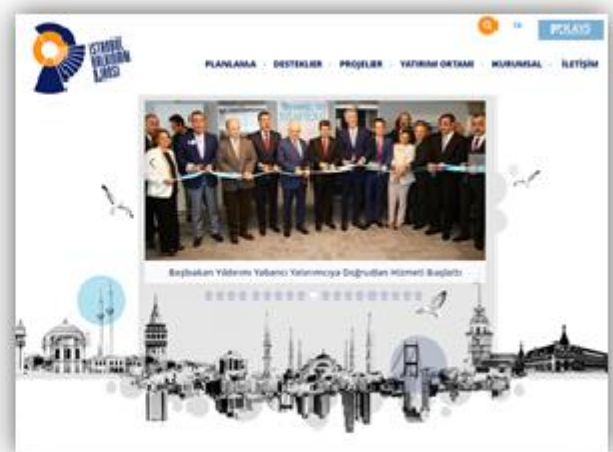 İSTANBUL
KALKINMA
AJANSI
PLANLAMA DESTEKLER PROJELER YATIRIM ORTAMI KURUMSAL İLETİŞİM
Başbakan Yıldırım Yabancı Yatırımcıya Doğrudan Hizmeti Başlattı